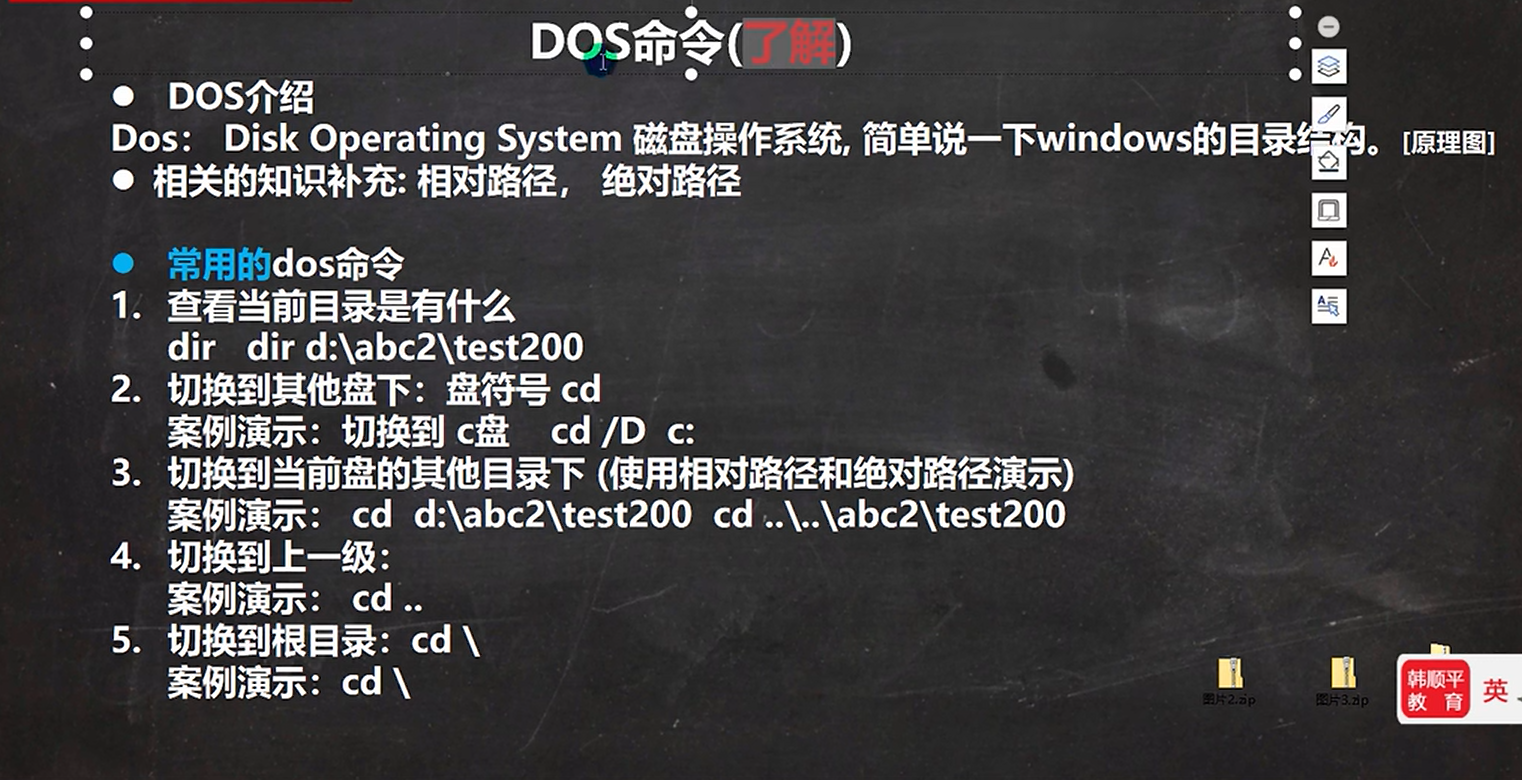 DOS命令(了解)
● DOS介绍
Dos： Disk Operating System 磁盘操作系统, 简单说一下windows的目录结构。[原理图]
● 相关的知识补充: 相对路径， 绝对路径
● 常用的dos命令
1. 查看当前目录是有什么
dir dir d:\abc2\test200
2. 切换到其他盘下：盘符号 cd
案例演示：切换到 c盘 cd /D c:
3. 切换到当前盘的其他目录下 (使用相对路径和绝对路径演示)
案例演示： cd d:\abc2\test200 cd ..\..\abc2\test200
4. 切换到上一级：
案例演示： cd ..
5. 切换到根目录：cd \
案例演示：cd \
图片2.zip 图片3.zip
韩顺平
教 育
英